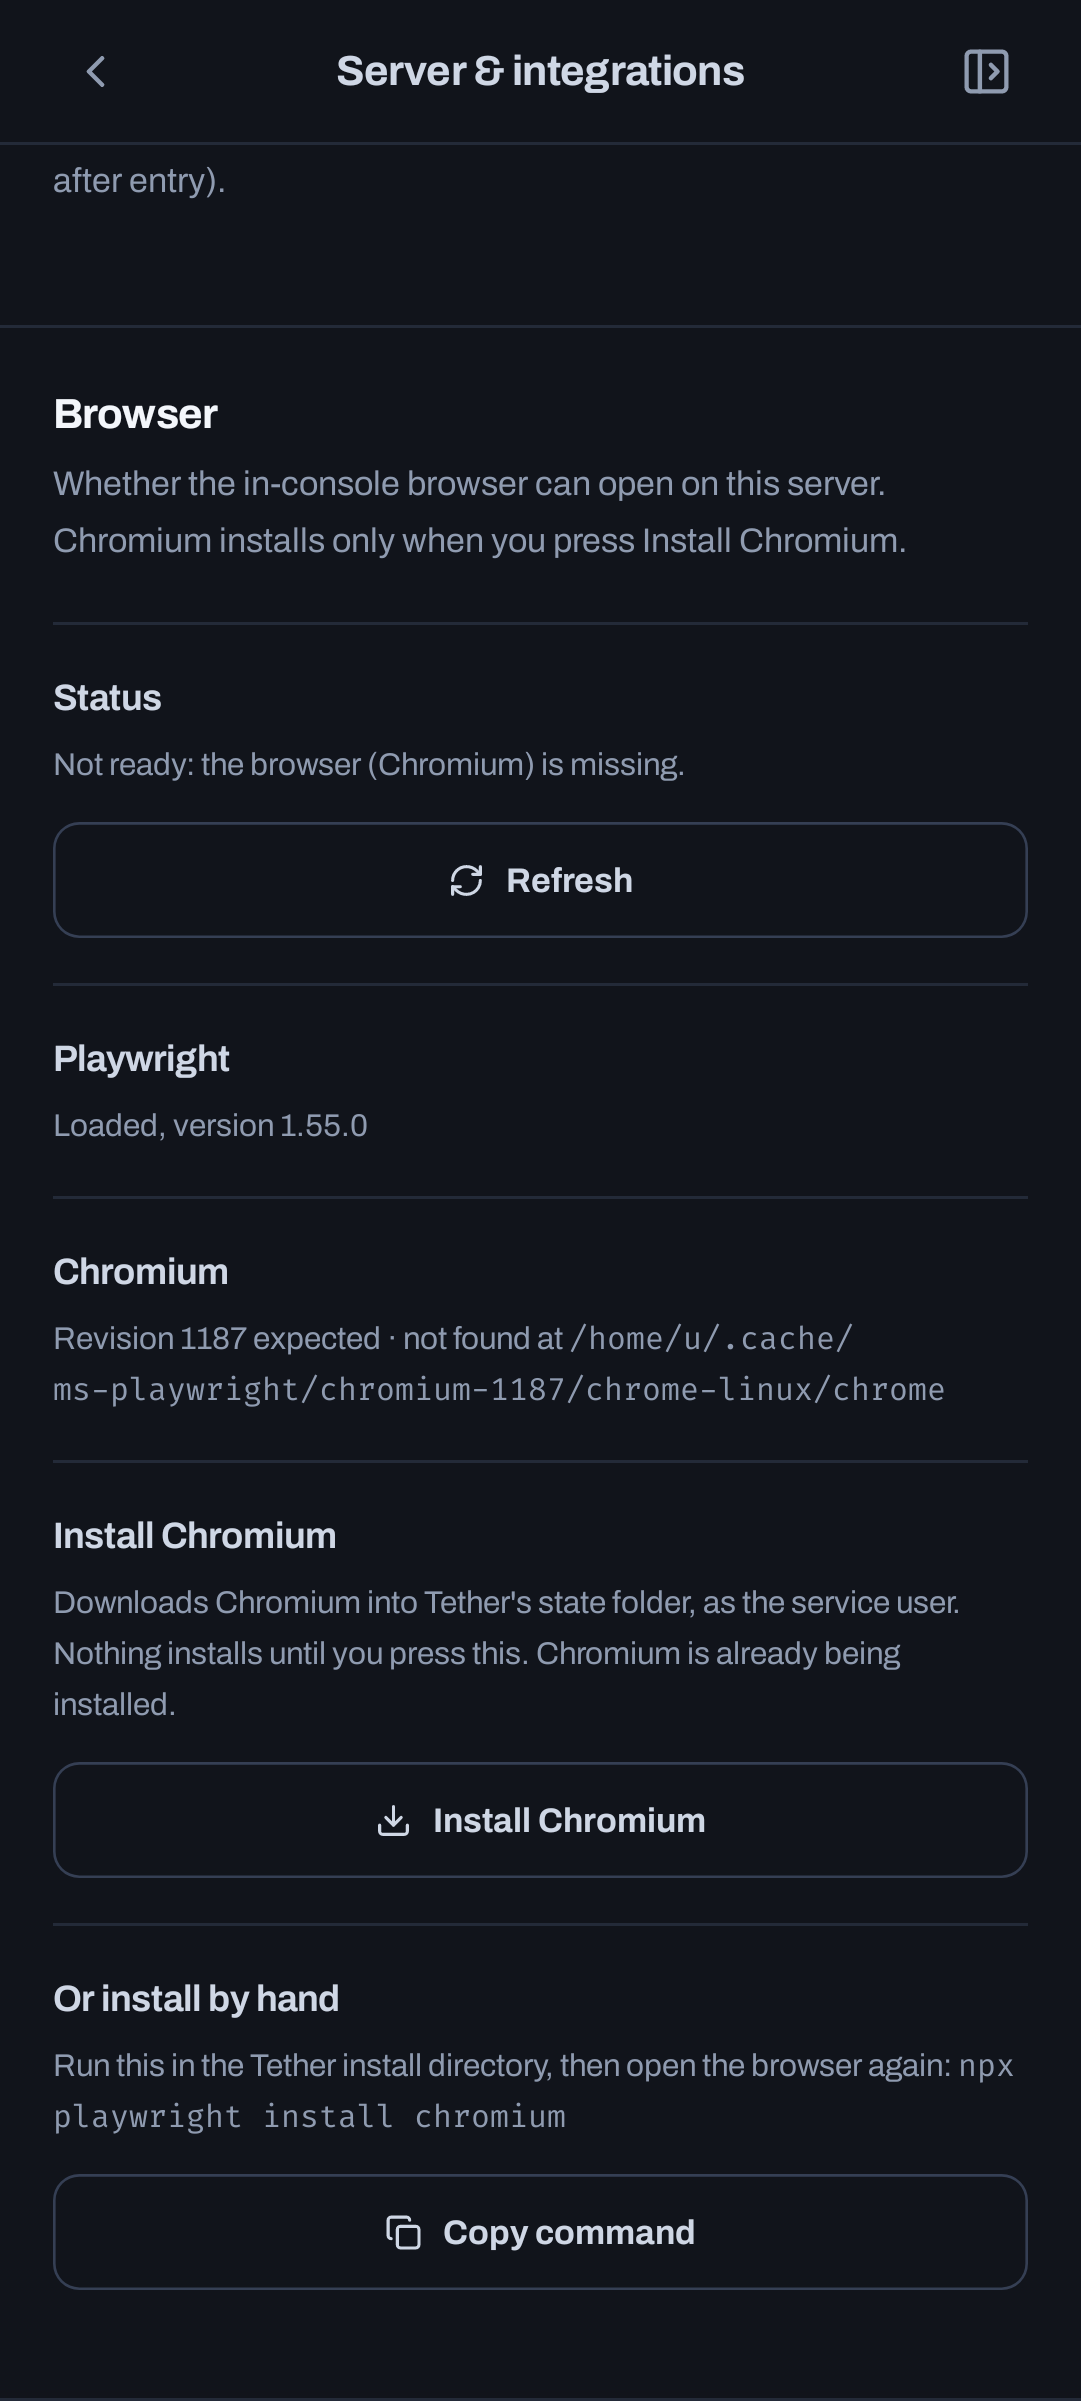 Server & integrations
after entry).
Browser
Whether the in-console browser can open on this server.
Chromium installs only when you press Install Chromium.
Status
Not ready: the browser (Chromium) is missing.
Refresh
Playwright
Loaded, version 1.55.0
Chromium
Revision 1187 expected · not found at /home/u/.cache/
ms-playwright/chromium-1187/chrome-linux/chrome
Install Chromium
Downloads Chromium into Tether's state folder, as the service user.
Nothing installs until you press this. Chromium is already being
installed.
Install Chromium
Or install by hand
Run this in the Tether install directory, then open the browser again: npx
playwright install chromium
Copy command